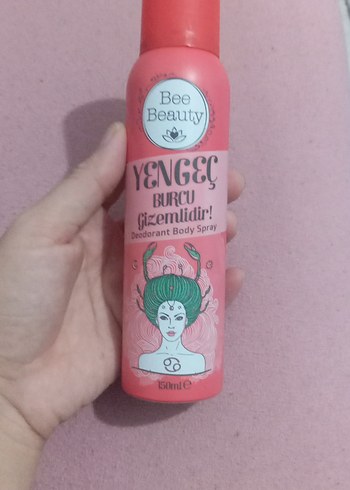 Bee
Beauty
YENGEÇ
BURCU
Gizemlidir!
Deodorant Body Spray
150ml e